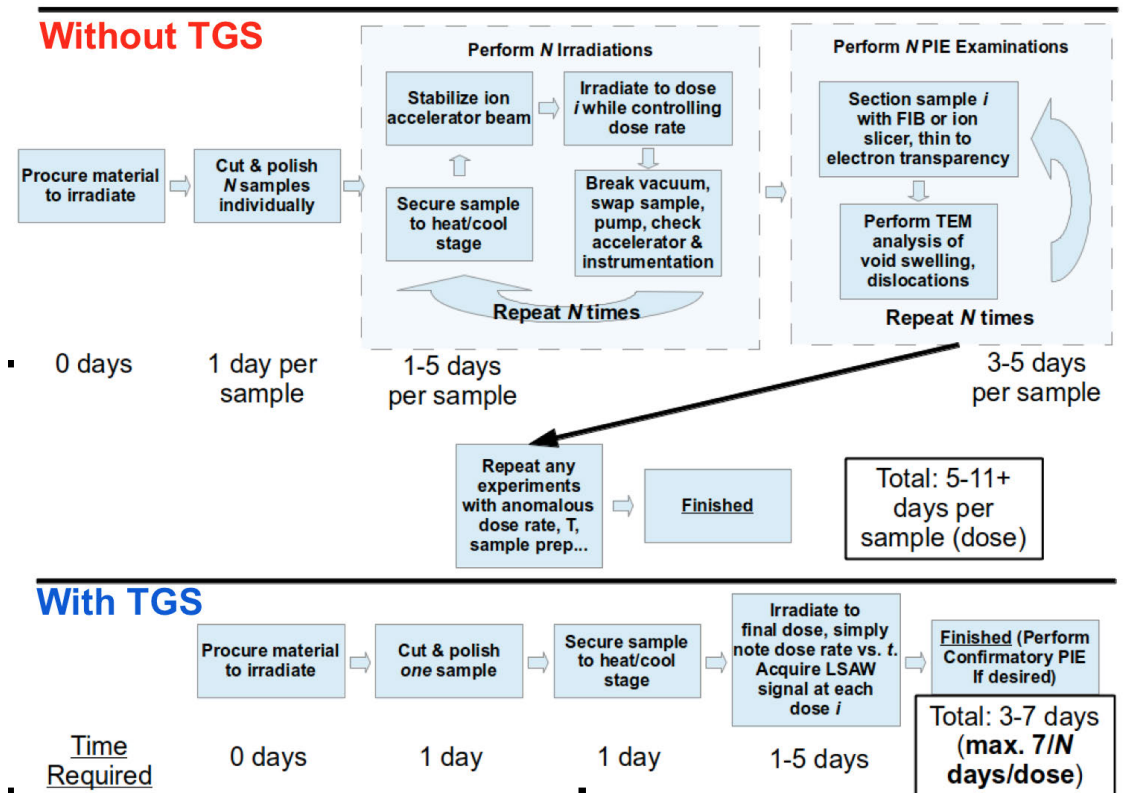 Without TGS
Procure material
to irradiate
Cut & polish
N samples
individually
Perform N Irradiations
Stabilize ion
accelerator beam
Irradiate to dose
i while controlling
dose rate
Secure sample
to heat/cool
stage
Break vacuum,
swap sample,
pump, check
accelerator &
instrumentation
Repeat N times
Perform N PIE Examinations
Section sample i
with FIB or ion
slicer, thin to
electron transparency
Perform TEM
analysis of
void swelling,
dislocations
Repeat N times
0 days
1 day per
sample
1-5 days
per sample
3-5 days
per sample
Repeat any
experiments
with anomalous
dose rate, T,
sample prep...
Finished
Total: 5-11+
days per
sample (dose)
With TGS
Procure material
to irradiate
Cut & polish
one sample
Secure sample
to heat/cool
stage
Irradiate to
final dose, simply
note dose rate vs. t.
Acquire LSAW
signal at each
dose i
Finished (Perform
Confirmatory PIE
If desired)
Time
Required
0 days
1 day
1 day
1-5 days
Total: 3-7 days
(max. 7/N
days/dose)